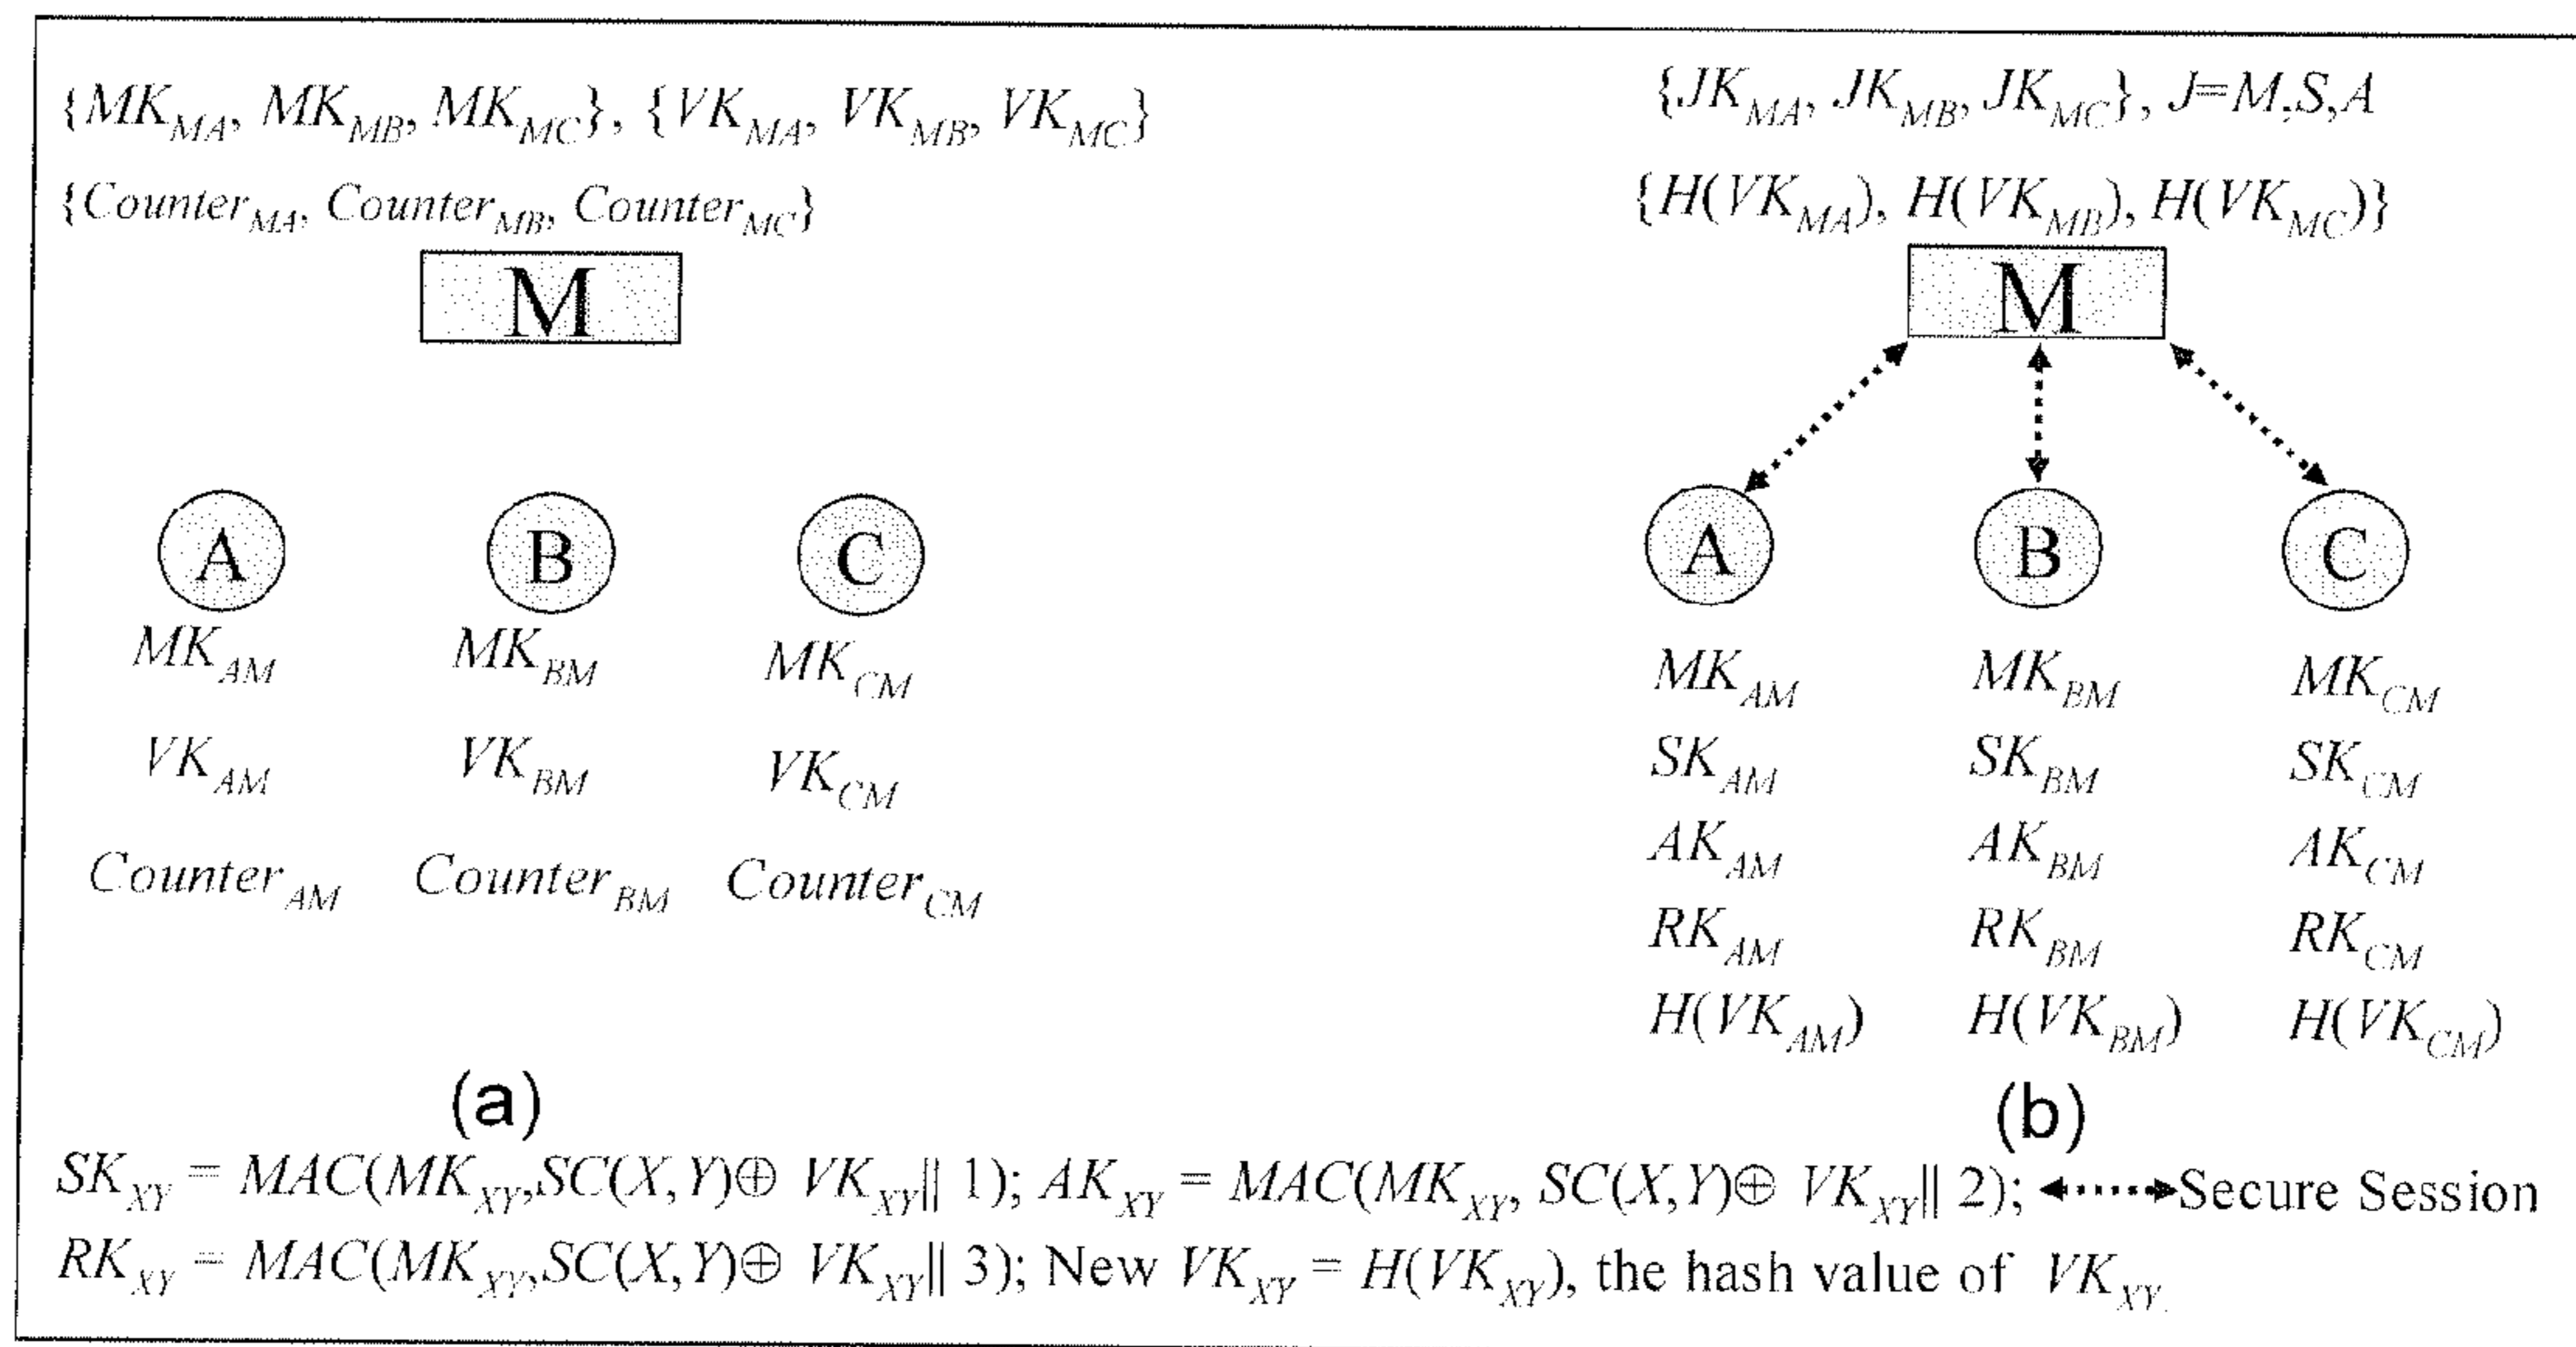 {MK_MA, MK_MB, MK_MC}, {VK_MA, VK_MB, VK_MC}
{Counter_MA, Counter_MB, Counter_MC}
M
A B C
MK_AM MK_BM MK_CM
VK_AM VK_BM VK_CM
Counter_AM Counter_BM Counter_CM
(a)
{JK_MA, JK_MB, JK_MC}, J=M,S,A
{H(VK_MA), H(VK_MB), H(VK_MC)}
M
A B C
MK_AM MK_BM MK_CM
SK_AM SK_BM SK_CM
AK_AM AK_BM AK_CM
RK_AM RK_BM RK_CM
H(VK_AM) H(VK_BM) H(VK_CM)
(b)
SK_XY = MAC(MK_XY,SC(X,Y)⊕ VK_XY|| 1); AK_XY = MAC(MK_XY, SC(X,Y)⊕ VK_XY|| 2); Secure Session
RK_XY = MAC(MK_XY,SC(X,Y)⊕ VK_XY|| 3); New VK_XY = H(VK_XY), the hash value of VK_XY.